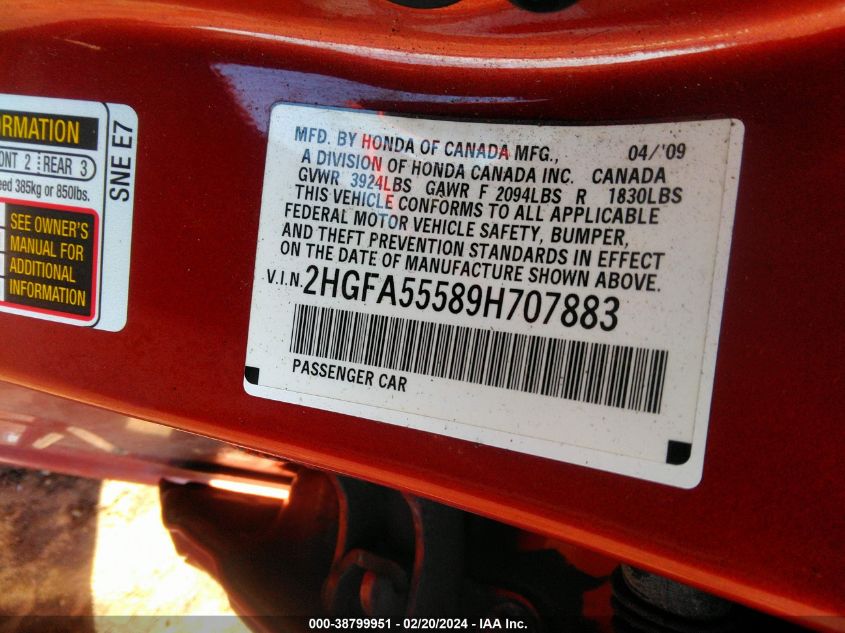 RMATION
ONT 2 REAR 3
eed 385kg or 850lbs.
SEE OWNER'S
MANUAL FOR
ADDITIONAL
INFORMATION
SNE E7
MFD. BY HONDA OF CANADA MFG., 04/'09
A DIVISION OF HONDA CANADA INC. CANADA
GVWR 3924LBS GAWR F 2094LBS R 1830LBS
THIS VEHICLE CONFORMS TO ALL APPLICABLE
FEDERAL MOTOR VEHICLE SAFETY, BUMPER,
AND THEFT PREVENTION STANDARDS IN EFFECT
ON THE DATE OF MANUFACTURE SHOWN ABOVE.
V.I.N. 2HGFA55589H707883
PASSENGER CAR
000-38799951 - 02/20/2024 - IAA Inc.